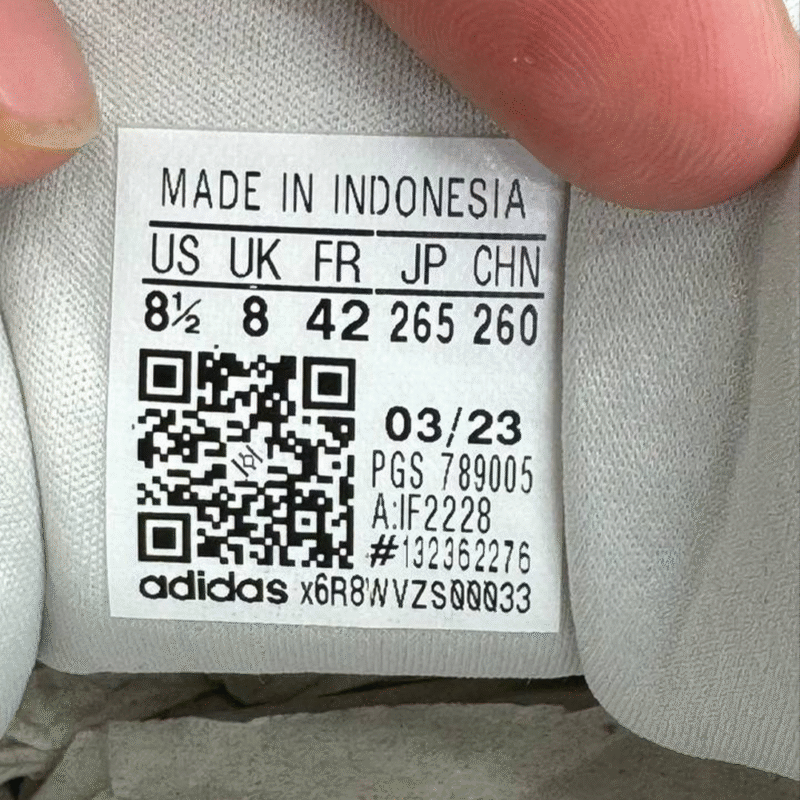 MADE IN INDONESIA
US UK FR JP CHN
8½ 8 42 265 260
03/23
PGS 789005
A:IF2228
#132362276
adidas x6R8WVZS00033